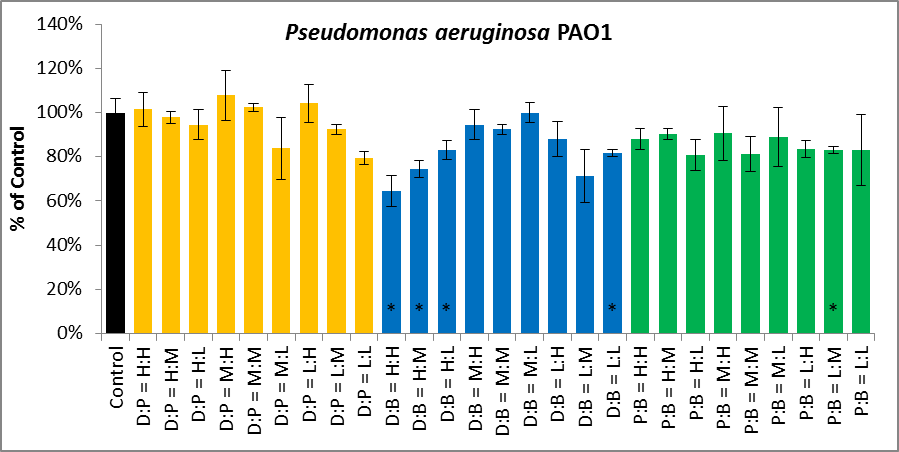 Pseudomonas aeruginosa PAO1
% of Control
140%
120%
100%
80%
60%
40%
20%
0%
* * * * *
Control
D:P = H:H
D:P = H:M
D:P = H:L
D:P = M:H
D:P = M:M
D:P = M:L
D:P = L:H
D:P = L:M
D:P = L:L
D:B = H:H
D:B = H:M
D:B = H:L
D:B = M:H
D:B = M:M
D:B = M:L
D:B = L:H
D:B = L:M
D:B = L:L
P:B = H:H
P:B = H:M
P:B = H:L
P:B = M:H
P:B = M:M
P:B = M:L
P:B = L:H
P:B = L:M
P:B = L:L